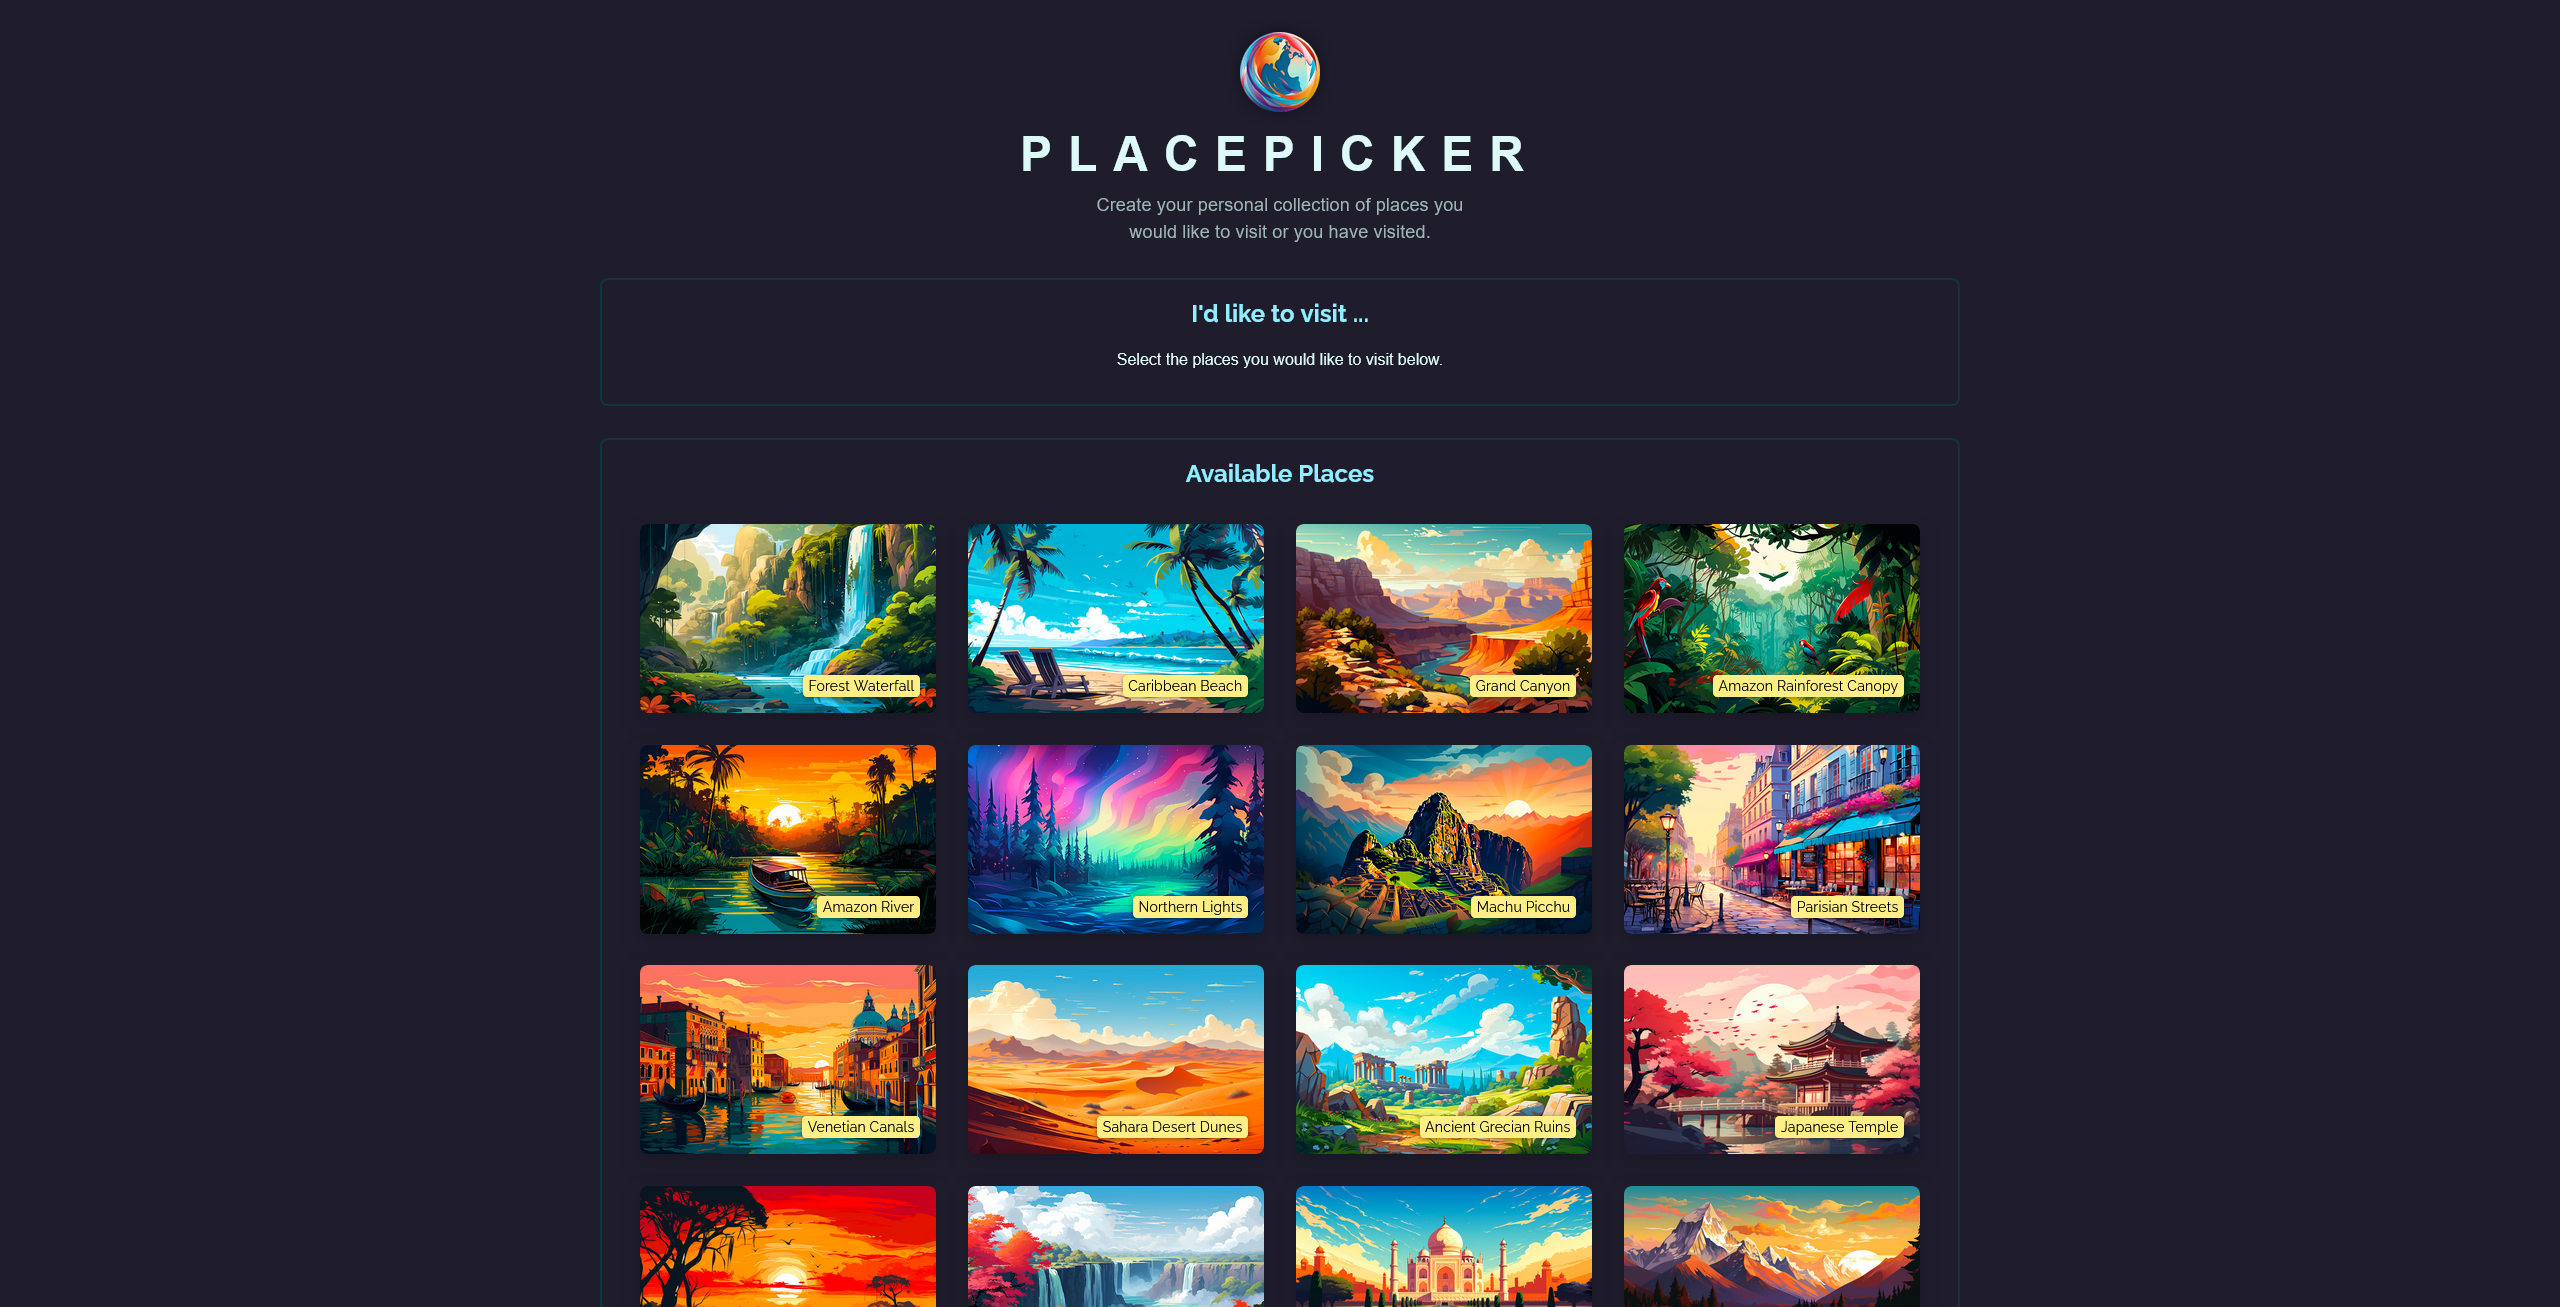 PLACEPICKER
Create your personal collection of places you
would like to visit or you have visited.
I'd like to visit ...
Select the places you would like to visit below.
Available Places
Forest Waterfall
Caribbean Beach
Grand Canyon
Amazon Rainforest Canopy
Amazon River
Northern Lights
Machu Picchu
Parisian Streets
Venetian Canals
Sahara Desert Dunes
Ancient Grecian Ruins
Japanese Temple